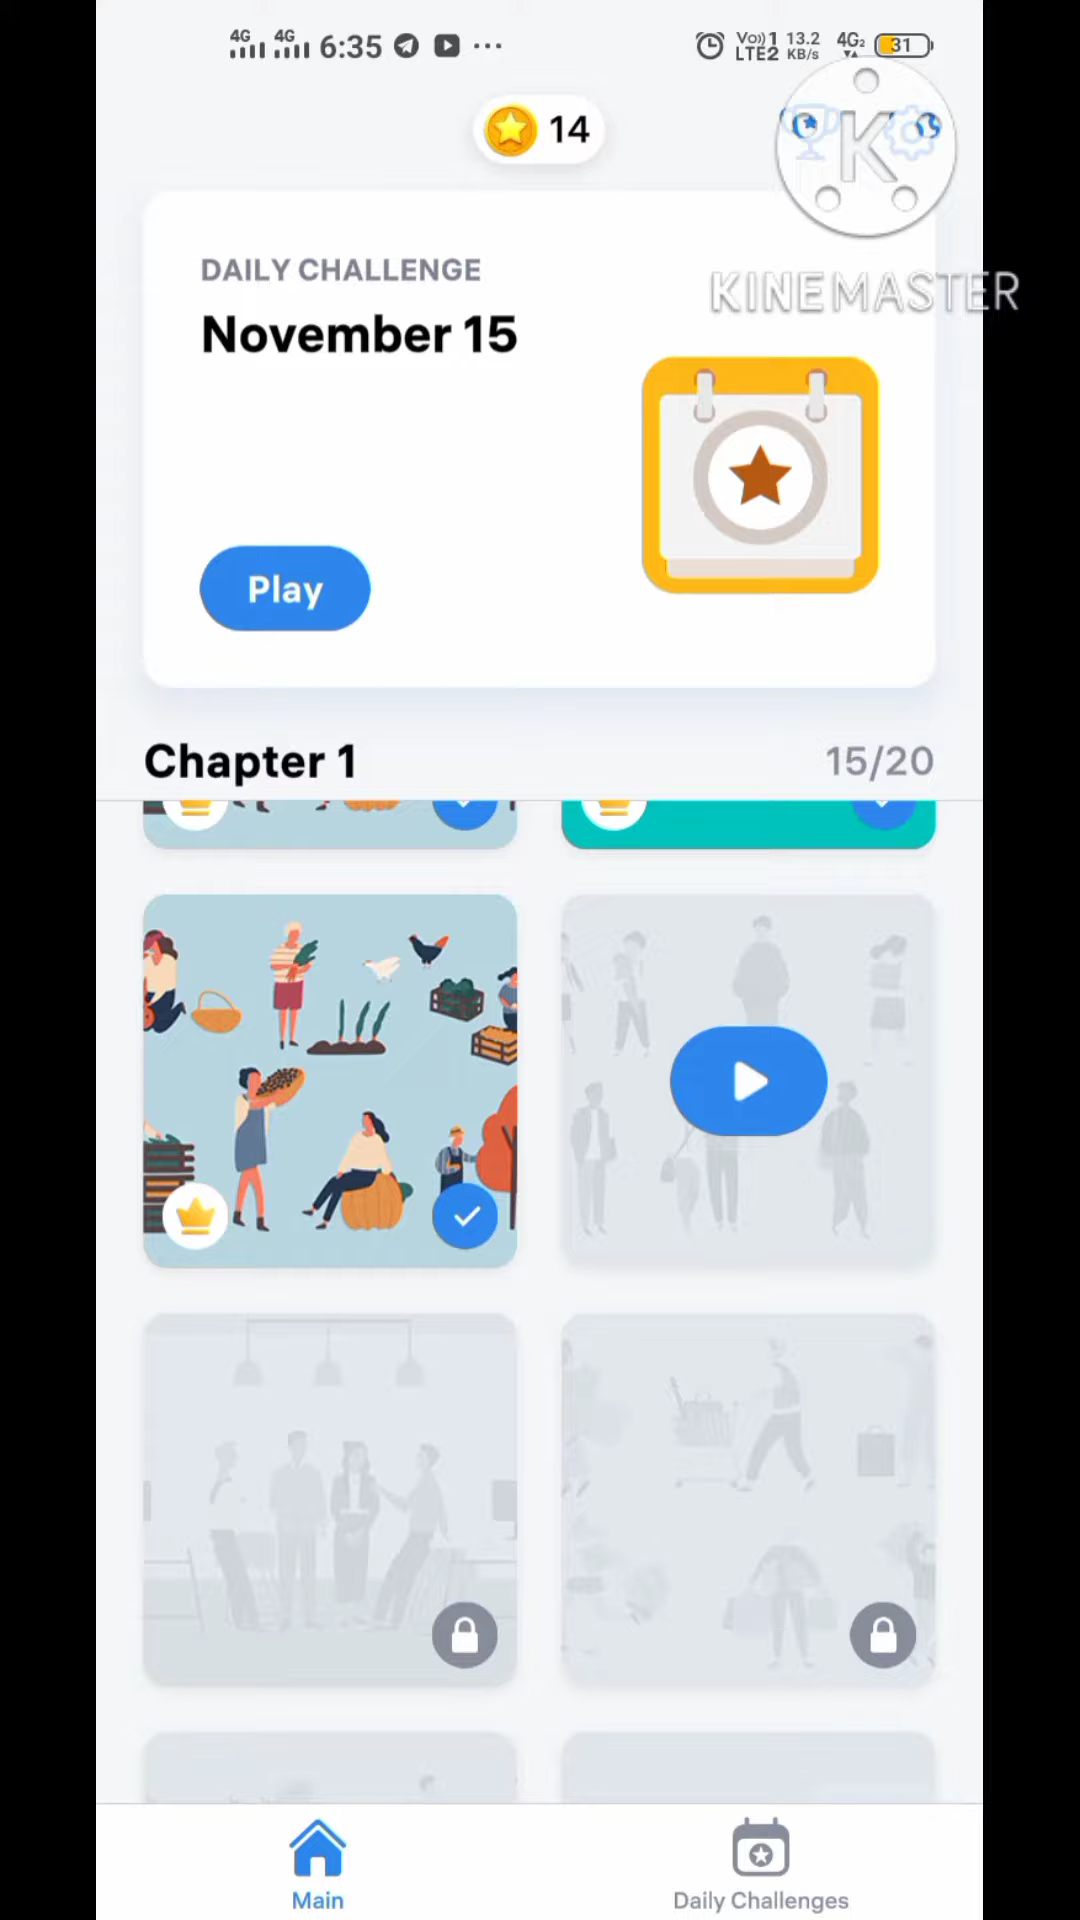 4G 4G 6:35 ... Vo)) 1 LTE2 13.2 KB/s 4G2 31
14
K
KINEMASTER
DAILY CHALLENGE
November 15
Play
Chapter 1 15/20
Main Daily Challenges